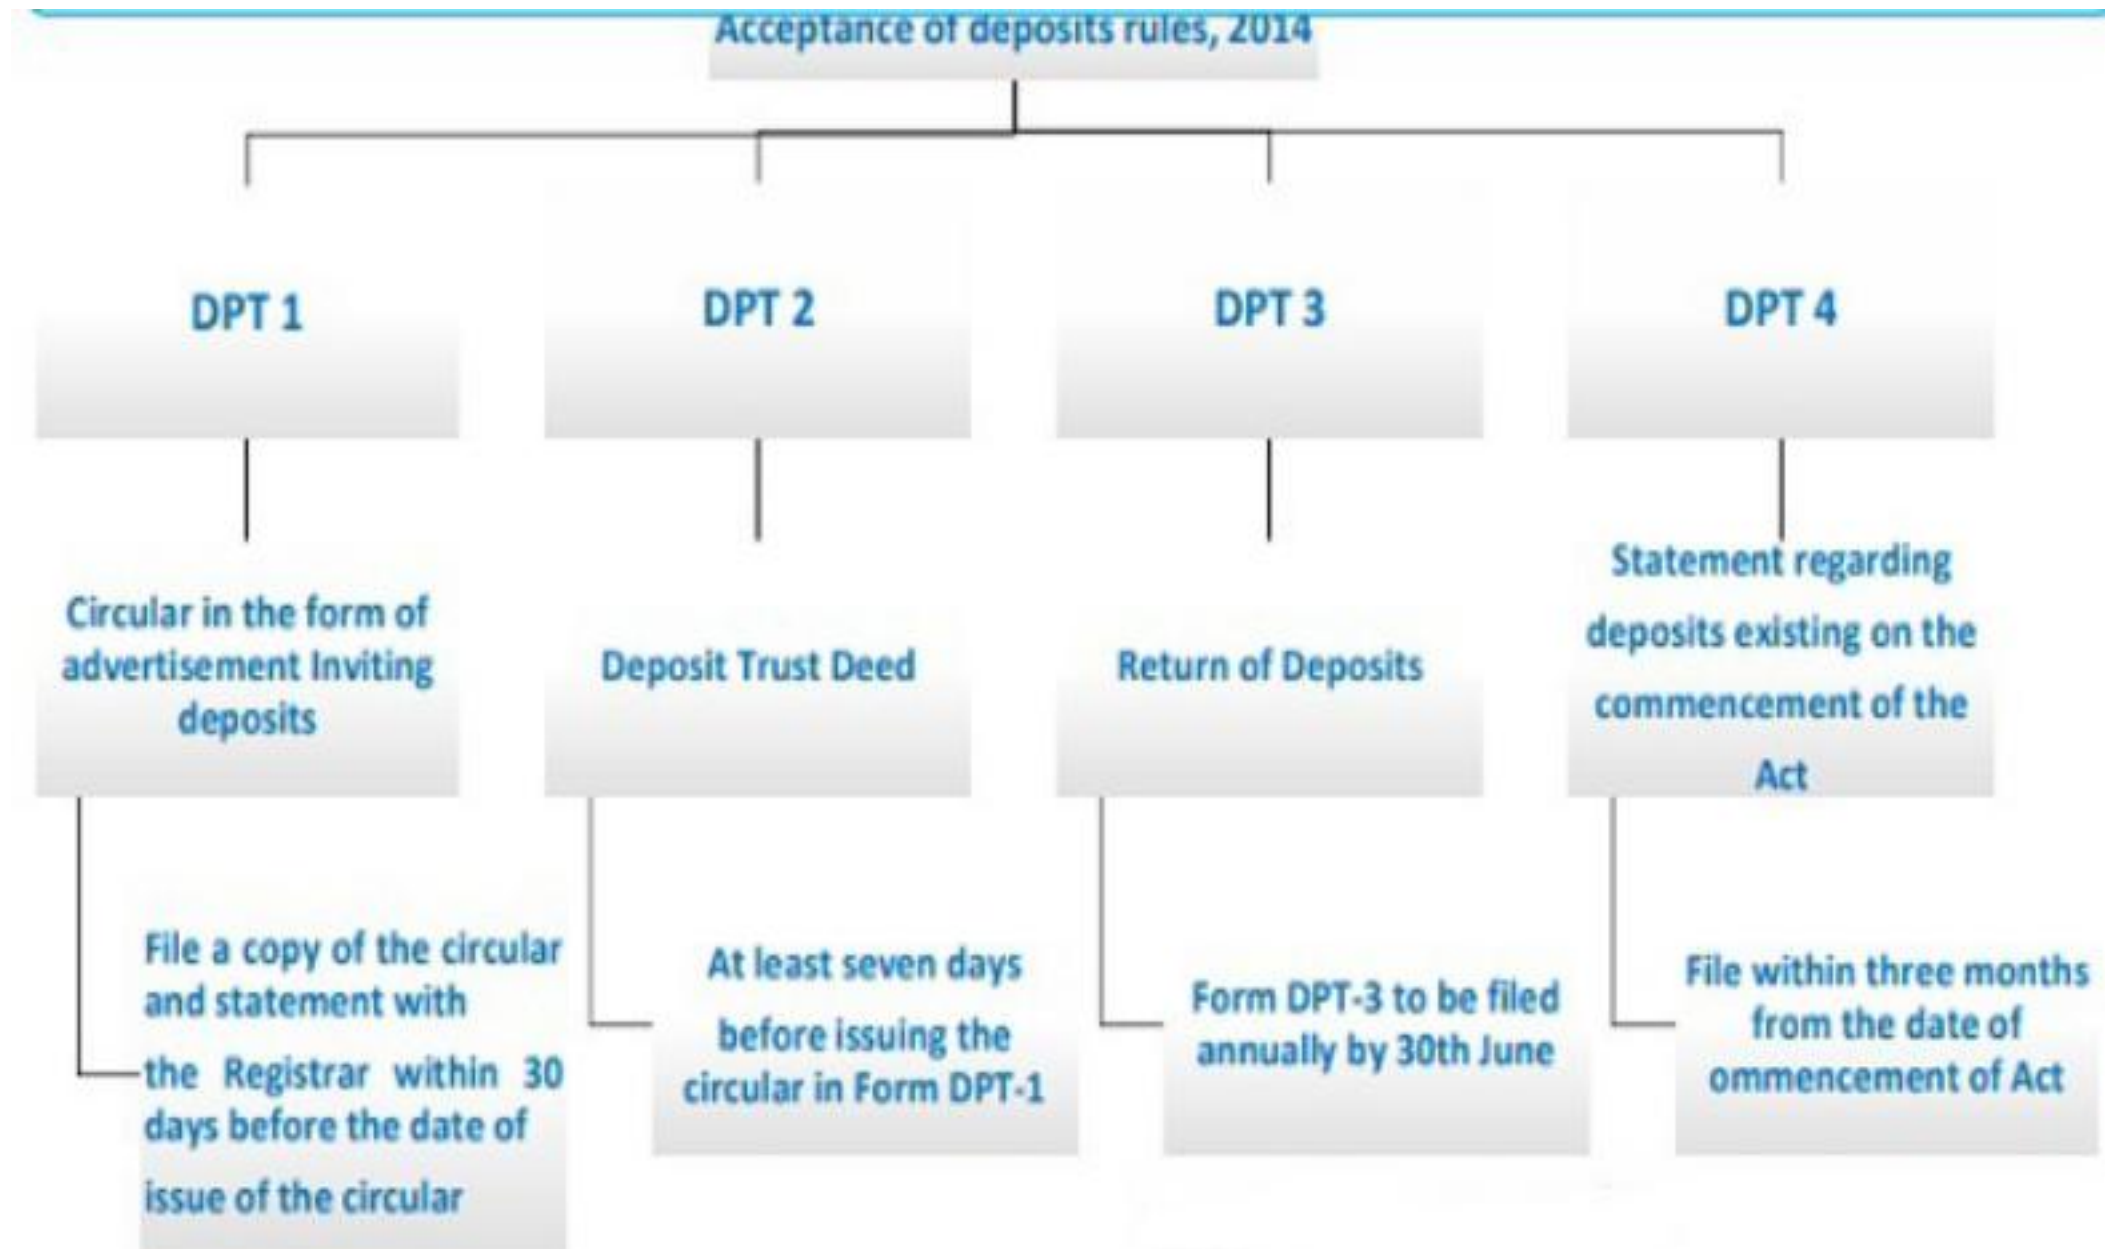 Acceptance of deposits rules, 2014
DPT 1
DPT 2
DPT 3
DPT 4
Circular in the form of
advertisement Inviting
deposits
Deposit Trust Deed
Return of Deposits
Statement regarding
deposits existing on the
commencement of the
Act
File a copy of the circular
and statement with
the Registrar within 30
days before the date of
issue of the circular
At least seven days
before issuing the
circular in Form DPT-1
Form DPT-3 to be filed
annually by 30th June
File within three months
from the date of
ommencement of Act